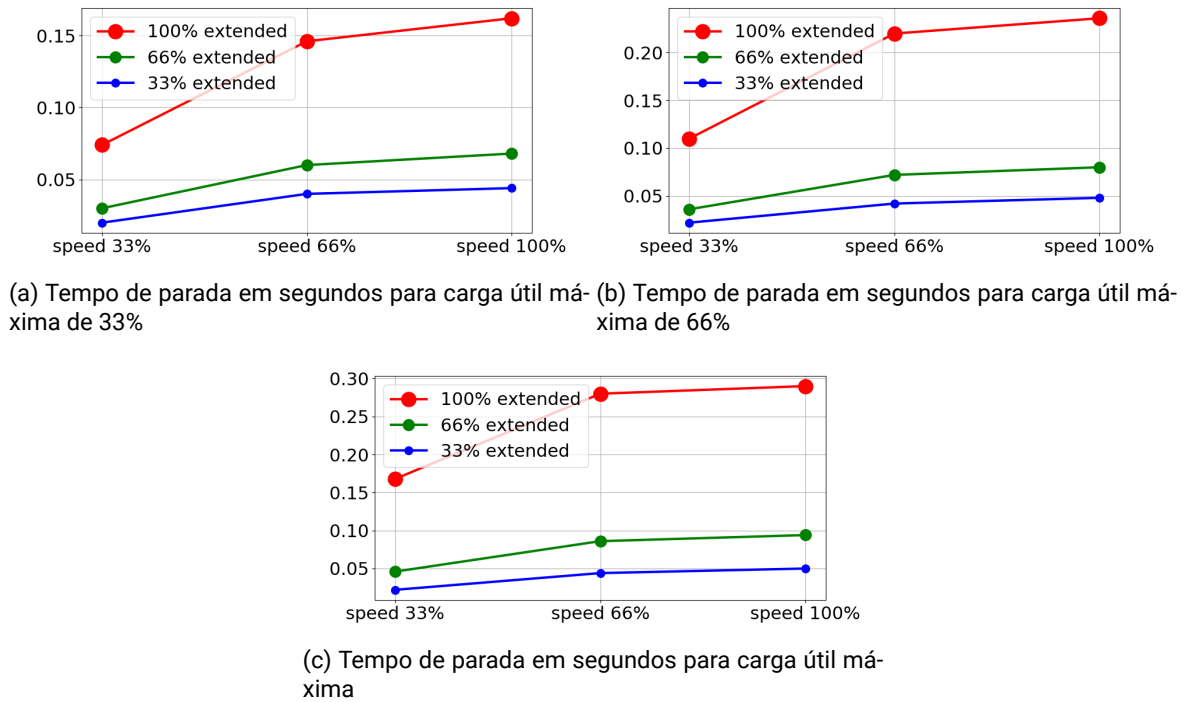 0.15
0.10
0.05
100% extended
66% extended
33% extended
speed 33%
speed 66%
speed 100%
(a) Tempo de parada em segundos para carga útil má-
xima de 33%
0.20
0.15
0.10
0.05
100% extended
66% extended
33% extended
speed 33%
speed 66%
speed 100%
(b) Tempo de parada em segundos para carga útil má-
xima de 66%
0.30
0.25
0.20
0.15
0.10
0.05
100% extended
66% extended
33% extended
speed 33%
speed 66%
speed 100%
(c) Tempo de parada em segundos para carga útil má-
xima